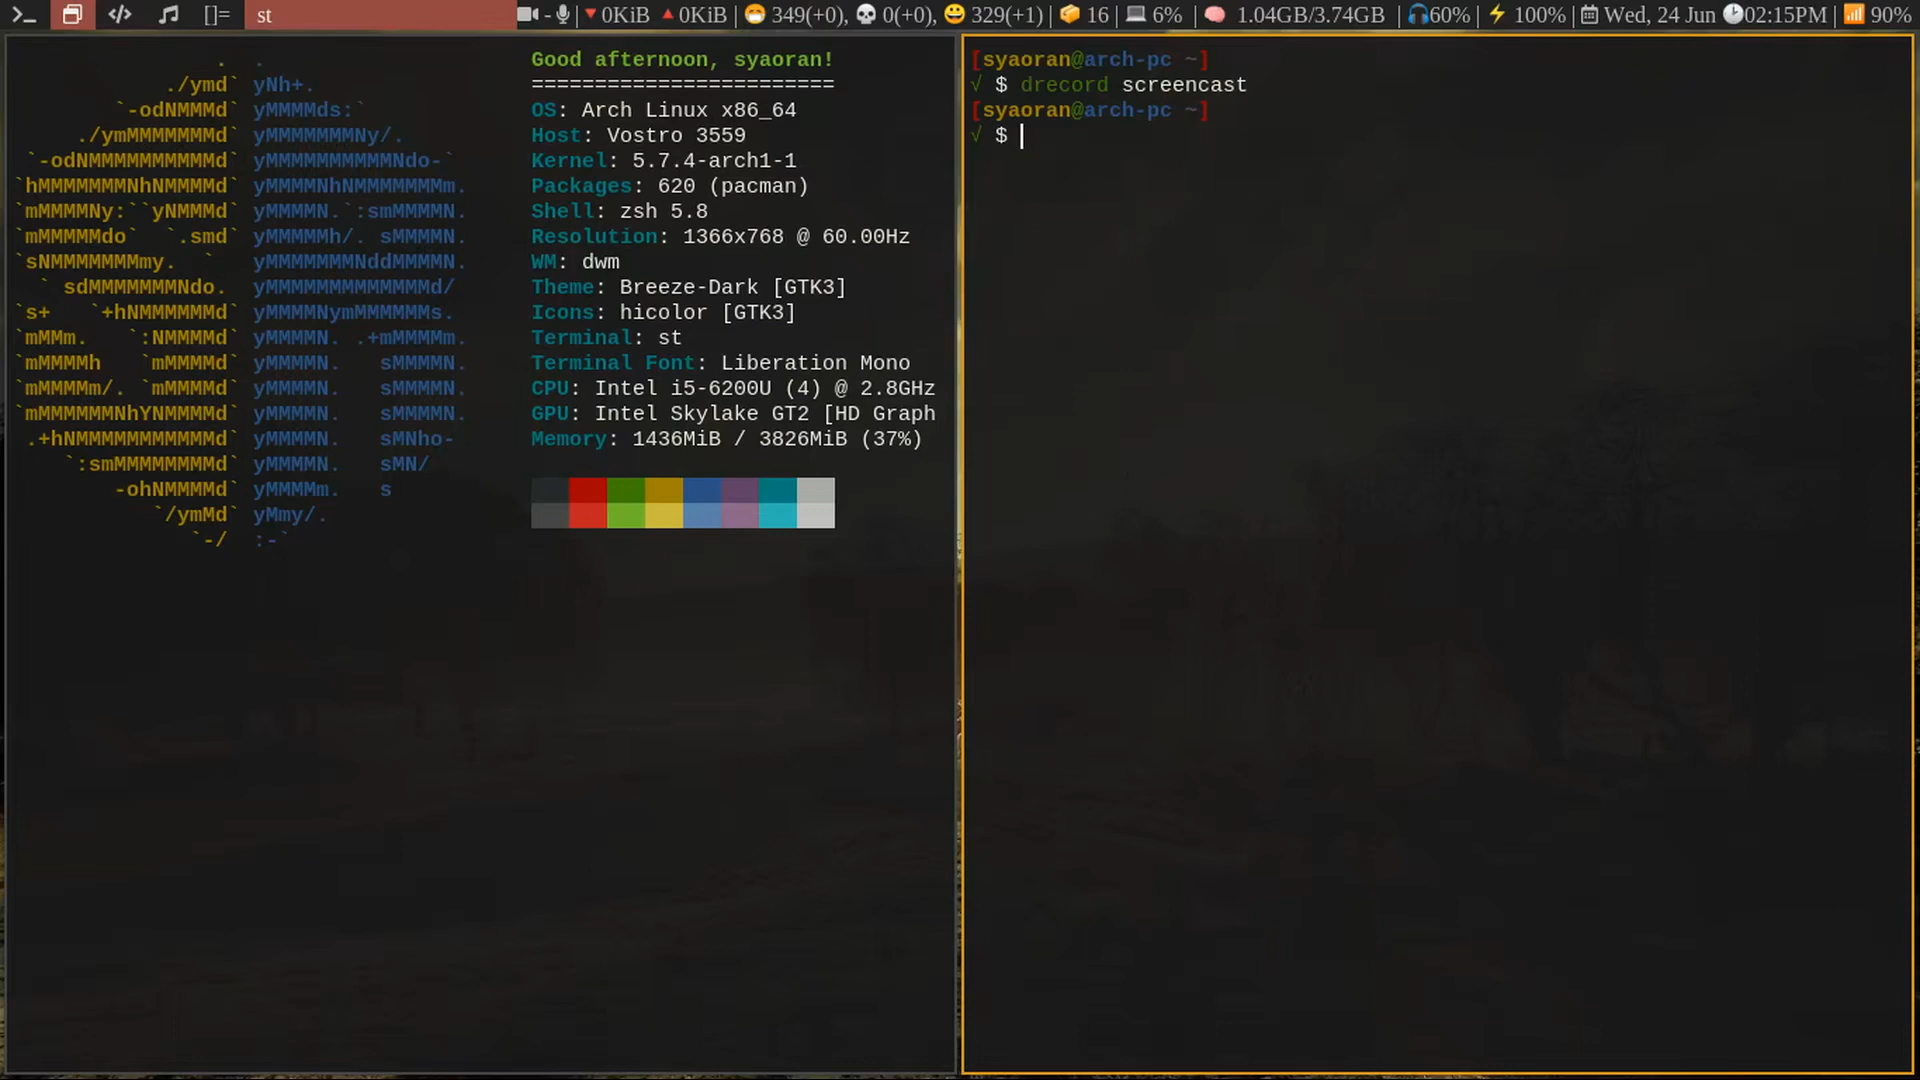 []= st 0KiB 0KiB | 349(+0), 0(+0), 329(+1) | 16 | 6% | 1.04GB/3.74GB | 60% | 100% | Wed, 24 Jun 02:15PM | 90%
Good afternoon, syaoran!
========================
OS: Arch Linux x86_64
Host: Vostro 3559
Kernel: 5.7.4-arch1-1
Packages: 620 (pacman)
Shell: zsh 5.8
Resolution: 1366x768 @ 60.00Hz
WM: dwm
Theme: Breeze-Dark [GTK3]
Icons: hicolor [GTK3]
Terminal: st
Terminal Font: Liberation Mono
CPU: Intel i5-6200U (4) @ 2.8GHz
GPU: Intel Skylake GT2 [HD Graph
Memory: 1436MiB / 3826MiB (37%)
[syaoran@arch-pc ~]
√ $ drecord screencast
[syaoran@arch-pc ~]
√ $